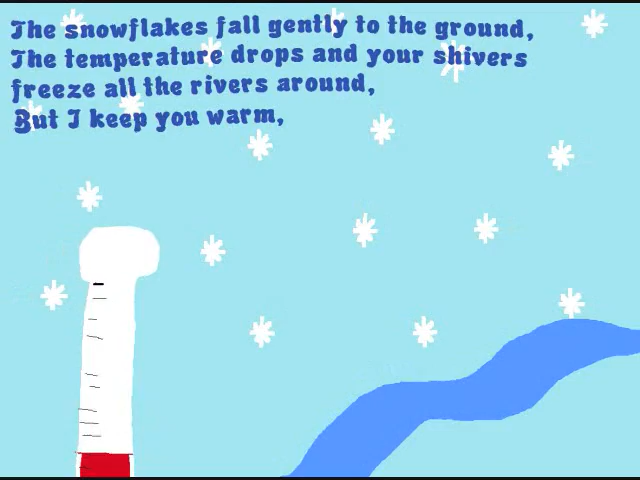 The snowflakes fall gently to the ground,
The temperature drops and your shivers
freeze all the rivers around,
But I keep you warm,